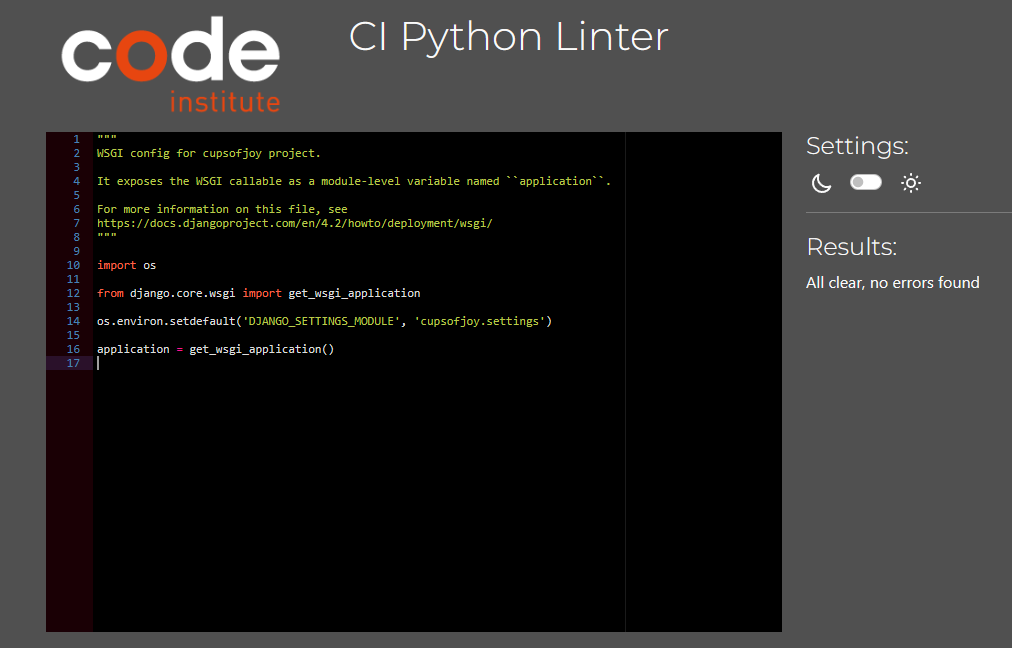 code
institute
CI Python Linter
1 """
2 WSGI config for cupsofjoy project.
3
4 It exposes the WSGI callable as a module-level variable named ``application``.
5
6 For more information on this file, see
7 https://docs.djangoproject.com/en/4.2/howto/deployment/wsgi/
8 """
9
10 import os
11
12 from django.core.wsgi import get_wsgi_application
13
14 os.environ.setdefault('DJANGO_SETTINGS_MODULE', 'cupsofjoy.settings')
15
16 application = get_wsgi_application()
17
Settings:
Results:
All clear, no errors found